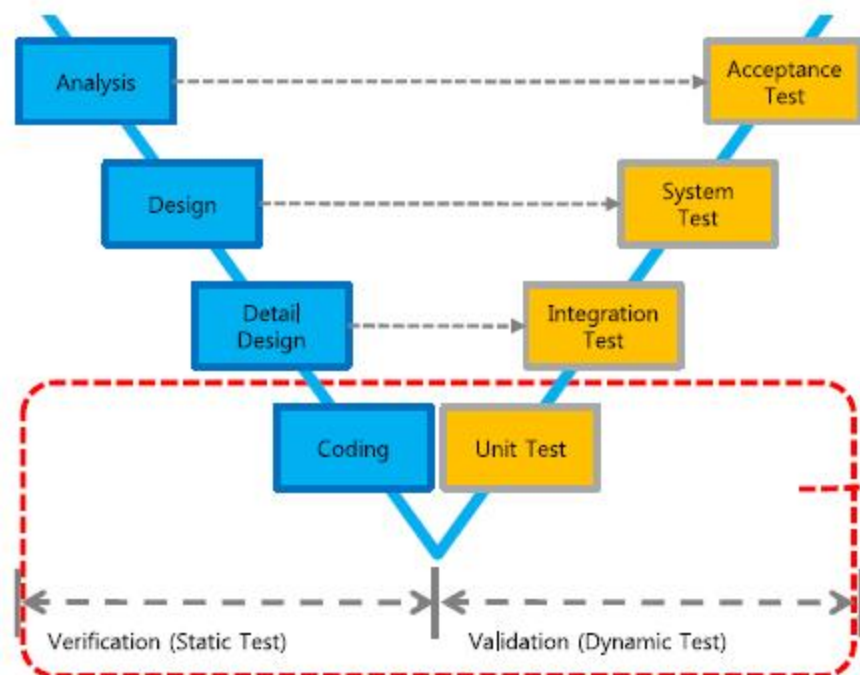 Analysis
Acceptance
Test
Design
System
Test
Detail
Design
Integration
Test
Coding
Unit Test
Verification (Static Test)
Validation (Dynamic Test)